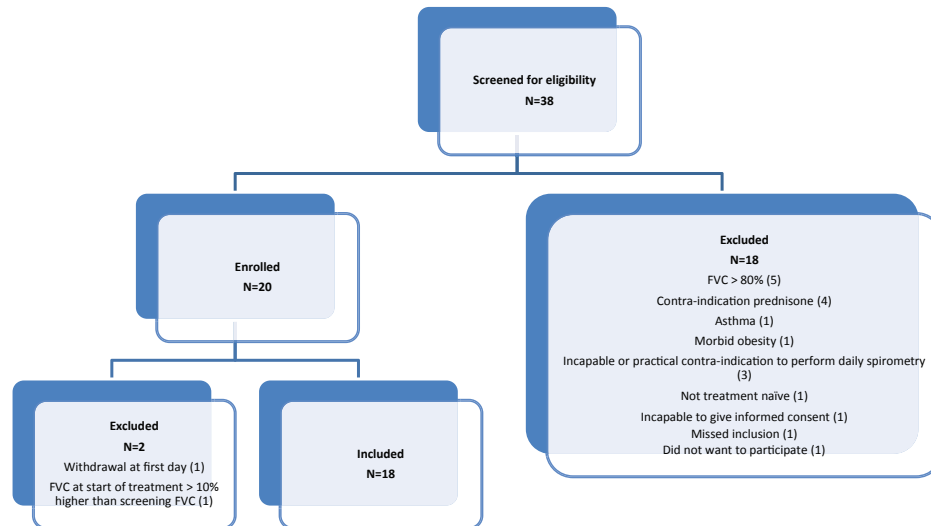 Screened for eligibility
N=38
Enrolled
N=20
Excluded
N=18
FVC > 80% (5)
Contra-indication prednisone (4)
Asthma (1)
Morbid obesity (1)
Incapable or practical contra-indication to perform daily spirometry
(3)
Not treatment naïve (1)
Incapable to give informed consent (1)
Missed inclusion (1)
Did not want to participate (1)
Excluded
N=2
Withdrawal at first day (1)
FVC at start of treatment > 10%
higher than screening FVC (1)
Included
N=18